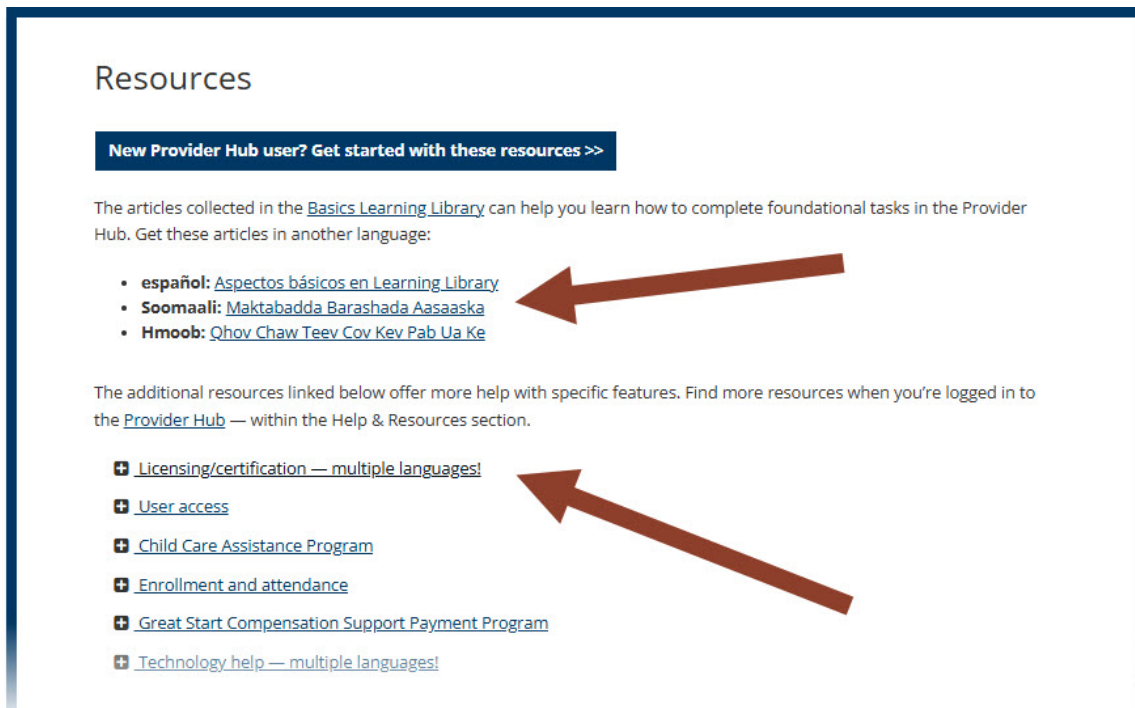 Resources
New Provider Hub user? Get started with these resources >>
The articles collected in the Basics Learning Library can help you learn how to complete foundational tasks in the Provider
Hub. Get these articles in another language:
• español: Aspectos básicos en Learning Library
• Soomaali: Maktabadda Barashada Aasaaska
• Hmoob: Qhov Chaw Teev Cov Kev Pab Ua Ke
The additional resources linked below offer more help with specific features. Find more resources when you’re logged in to
the Provider Hub — within the Help & Resources section.
Licensing/certification — multiple languages!
User access
Child Care Assistance Program
Enrollment and attendance
Great Start Compensation Support Payment Program
Technology help — multiple languages!